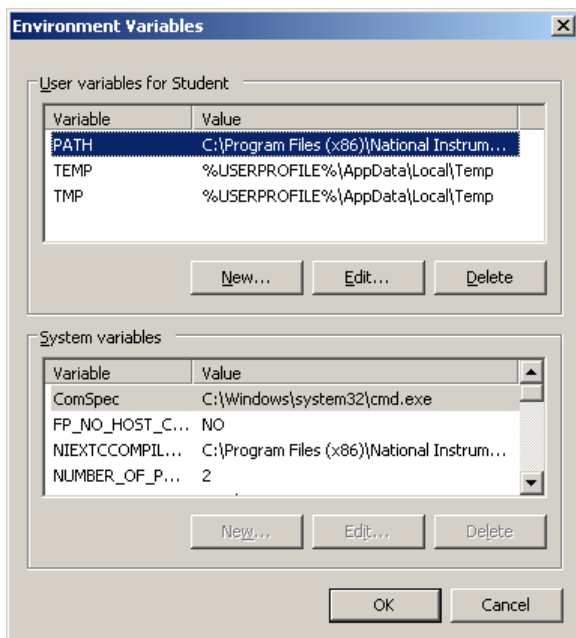 Environment Variables
User variables for Student
Variable Value
PATH C:\Program Files (x86)\National Instrum...
TEMP %USERPROFILE%\AppData\Local\Temp
TMP %USERPROFILE%\AppData\Local\Temp
New... Edit... Delete
System variables
Variable Value
ComSpec C:\Windows\system32\cmd.exe
FP_NO_HOST_C... NO
NIEXTCCOMPIL... C:\Program Files (x86)\National Instrum...
NUMBER_OF_P... 2
New... Edit... Delete
OK Cancel